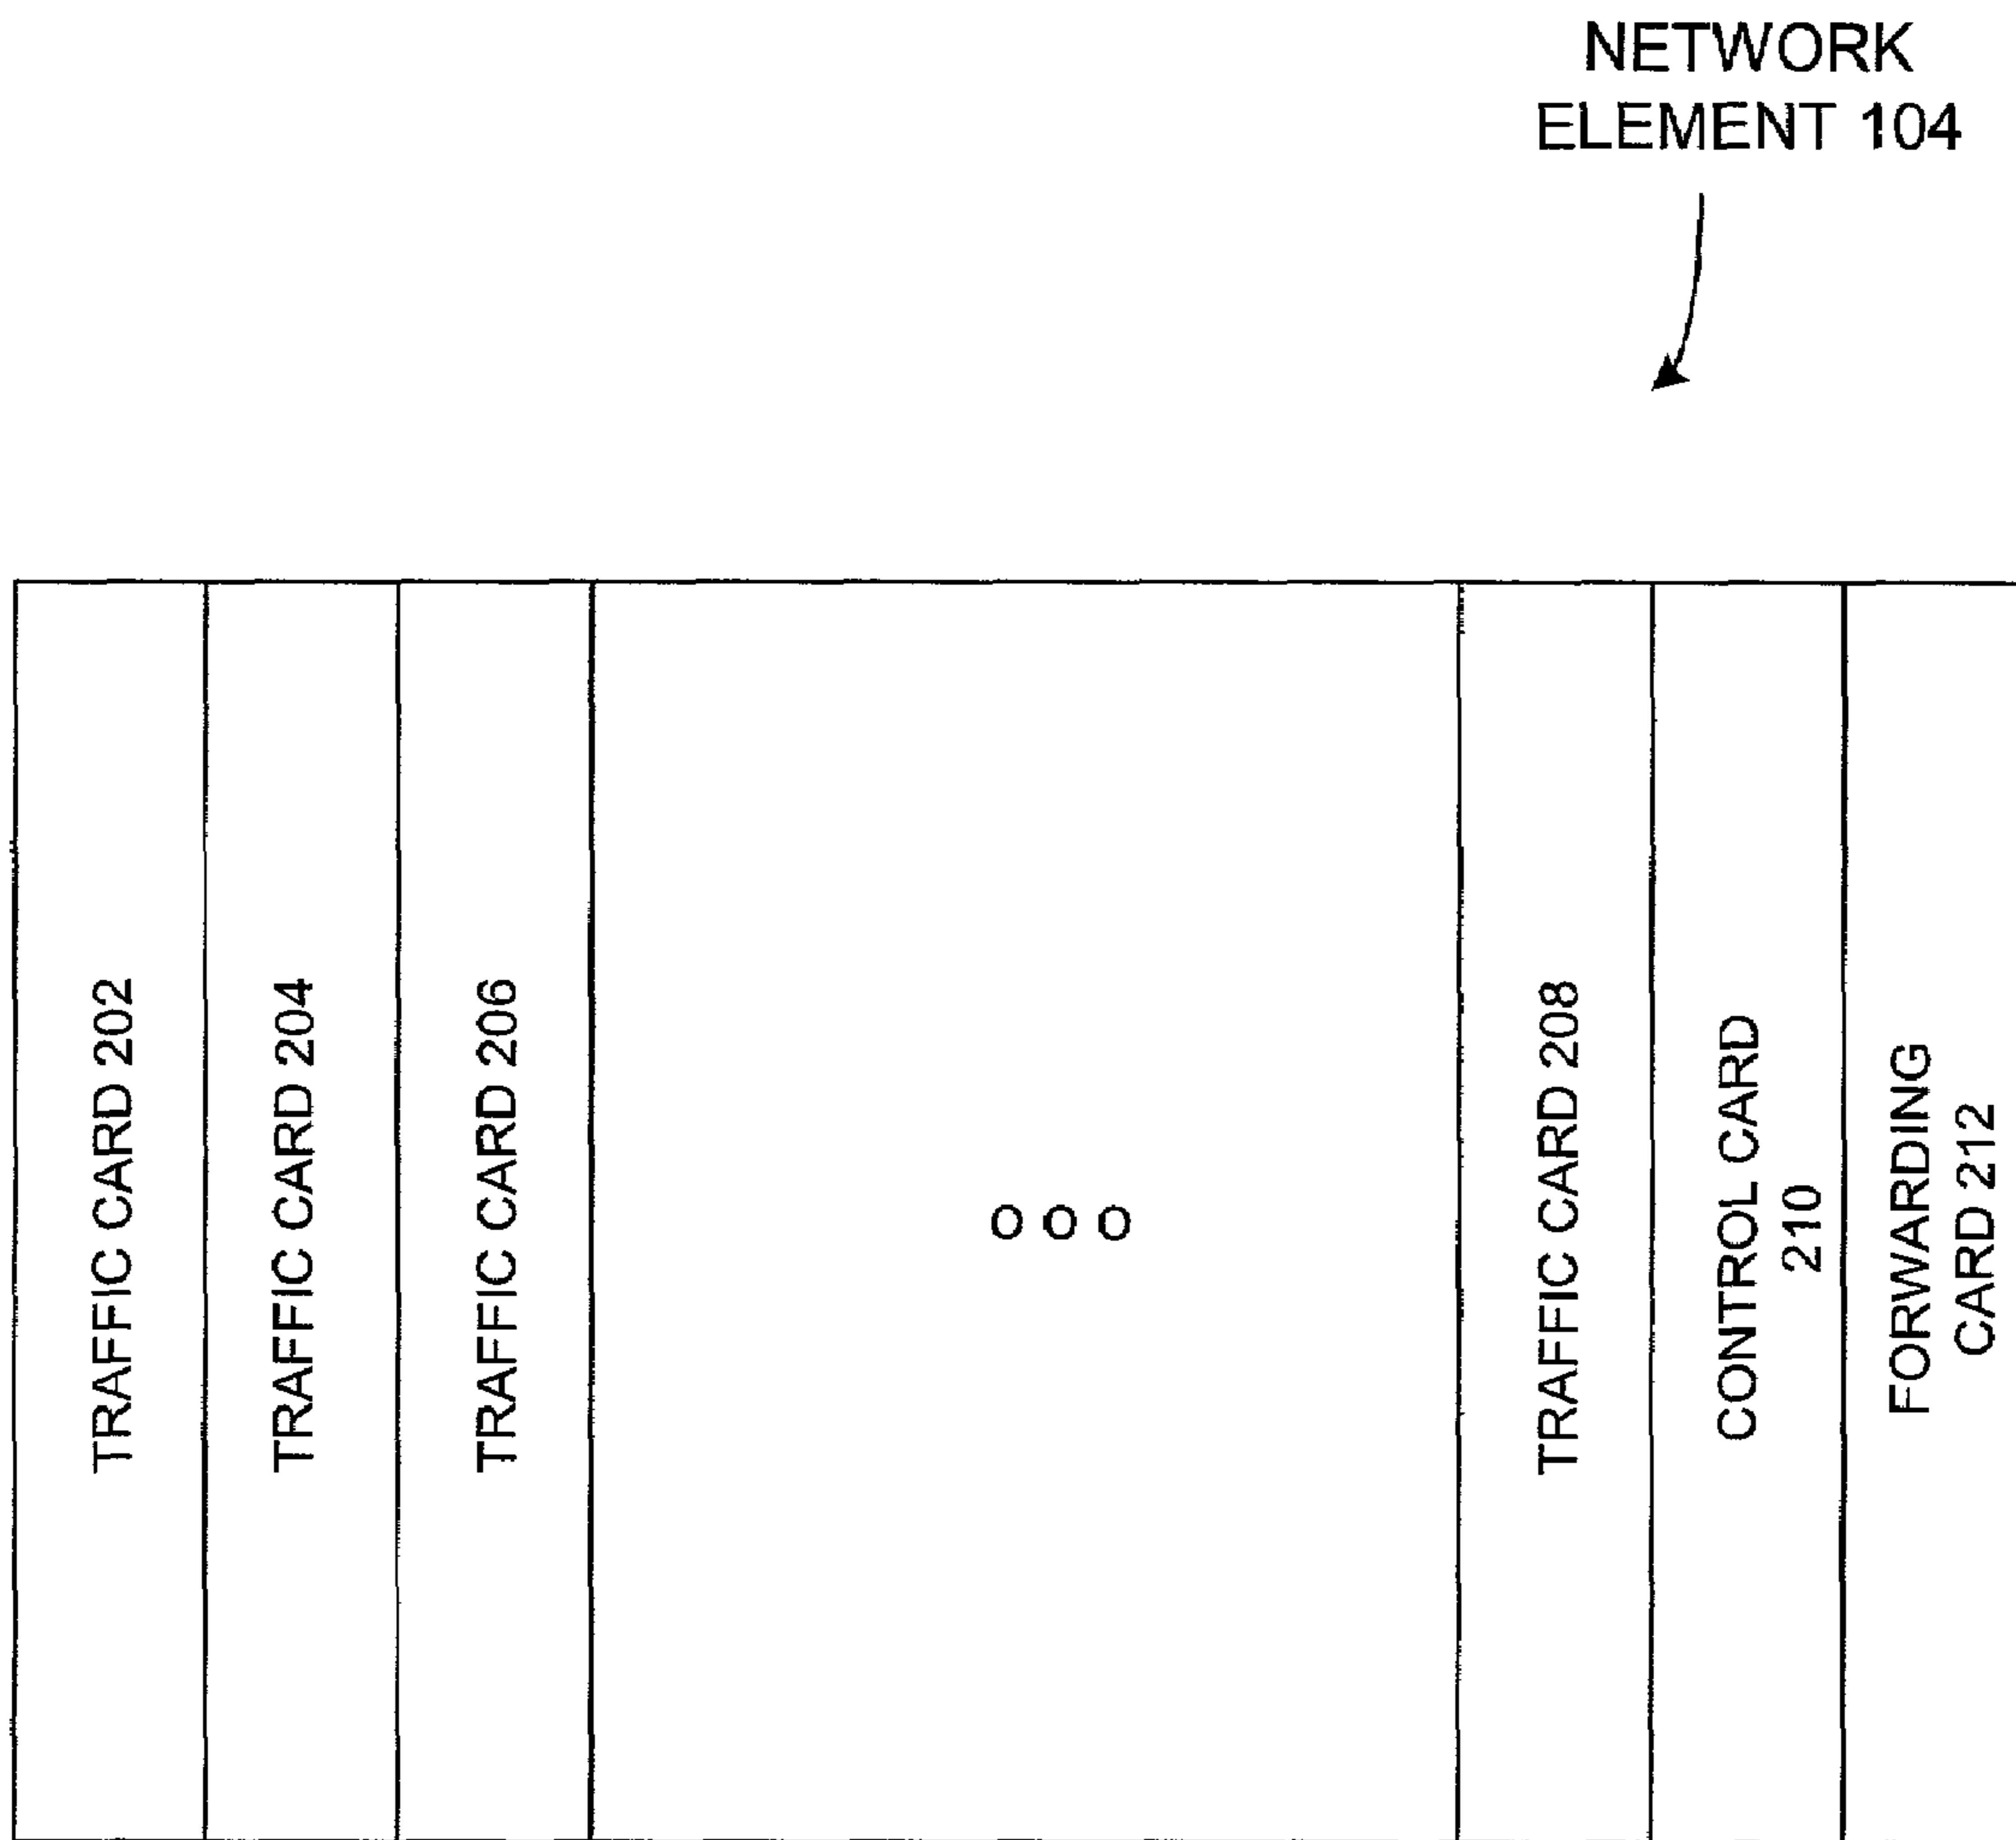 NETWORK
ELEMENT 104
TRAFFIC CARD 202
TRAFFIC CARD 204
TRAFFIC CARD 206
TRAFFIC CARD 208
CONTROL CARD
210
FORWARDING
CARD 212